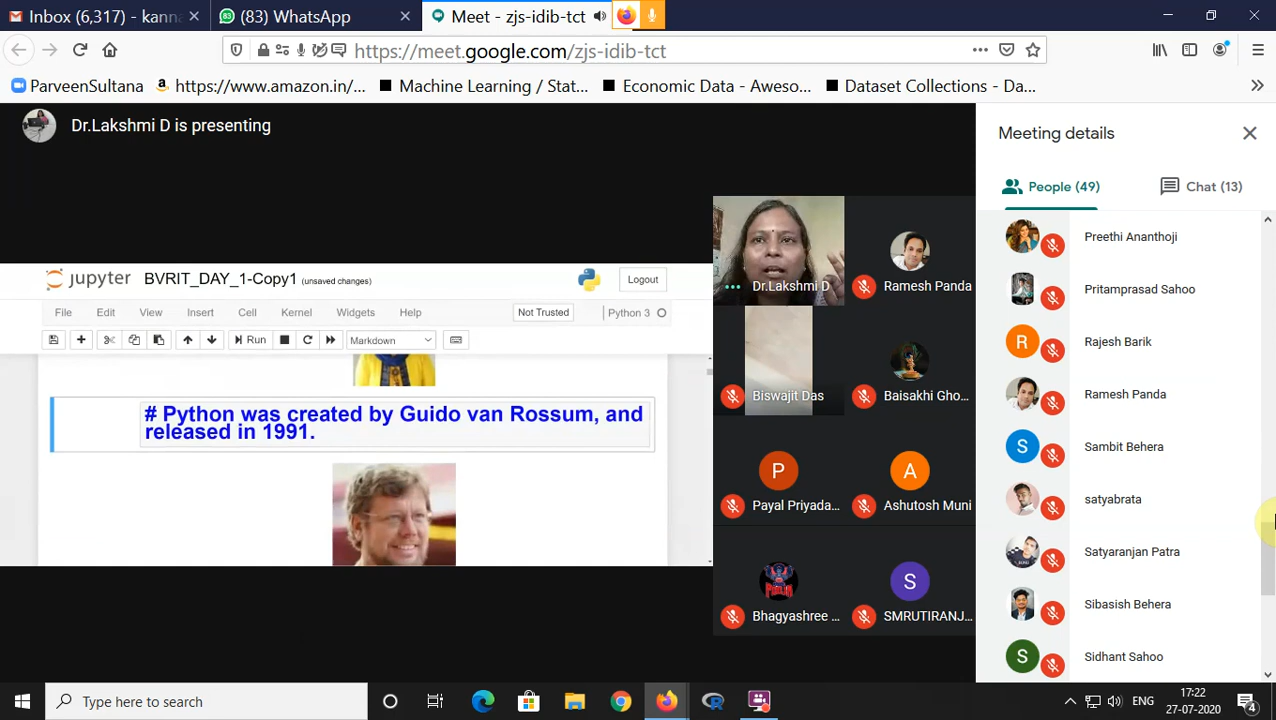 Inbox (6,317) - kanna
(83) WhatsApp
Meet - zjs-idib-tct
https://meet.google.com/zjs-idib-tct
ParveenSultana
https://www.amazon.in/...
Machine Learning / Stat...
Economic Data - Aweso...
Dataset Collections - Da...
Dr.Lakshmi D is presenting
Meeting details
People (49)
Chat (13)
Preethi Ananthoji
Pritamprasad Sahoo
R
Rajesh Barik
Ramesh Panda
S
Sambit Behera
satyabrata
Satyaranjan Patra
Sibasish Behera
S
Sidhant Sahoo
jupyter
BVRIT_DAY_1-Copy1
(unsaved changes)
Logout
File
Edit
View
Insert
Cell
Kernel
Widgets
Help
Not Trusted
Python 3
Run
Markdown
# Python was created by Guido van Rossum, and
released in 1991.
Dr.Lakshmi D
Ramesh Panda
Biswajit Das
Baisakhi Gho...
P
Payal Priyada...
A
Ashutosh Muni
Bhagyashree ...
S
SMRUTIRANJ...
Type here to search
R
ENG
17:22
27-07-2020
4